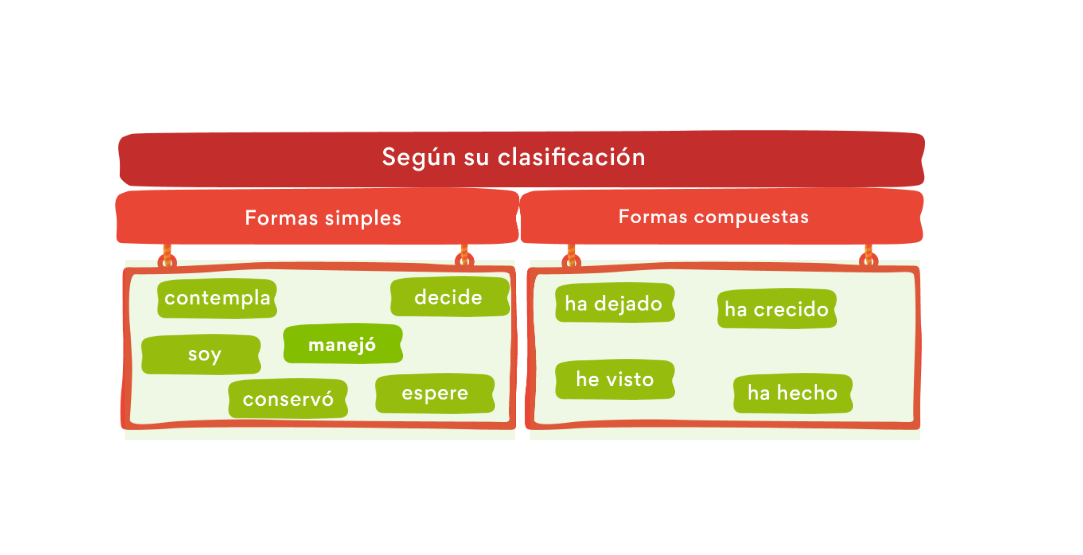 Según su clasificación
Formas simples
Formas compuestas
contempla
decide
soy
manejó
conservó
espere
ha dejado
ha crecido
he visto
ha hecho